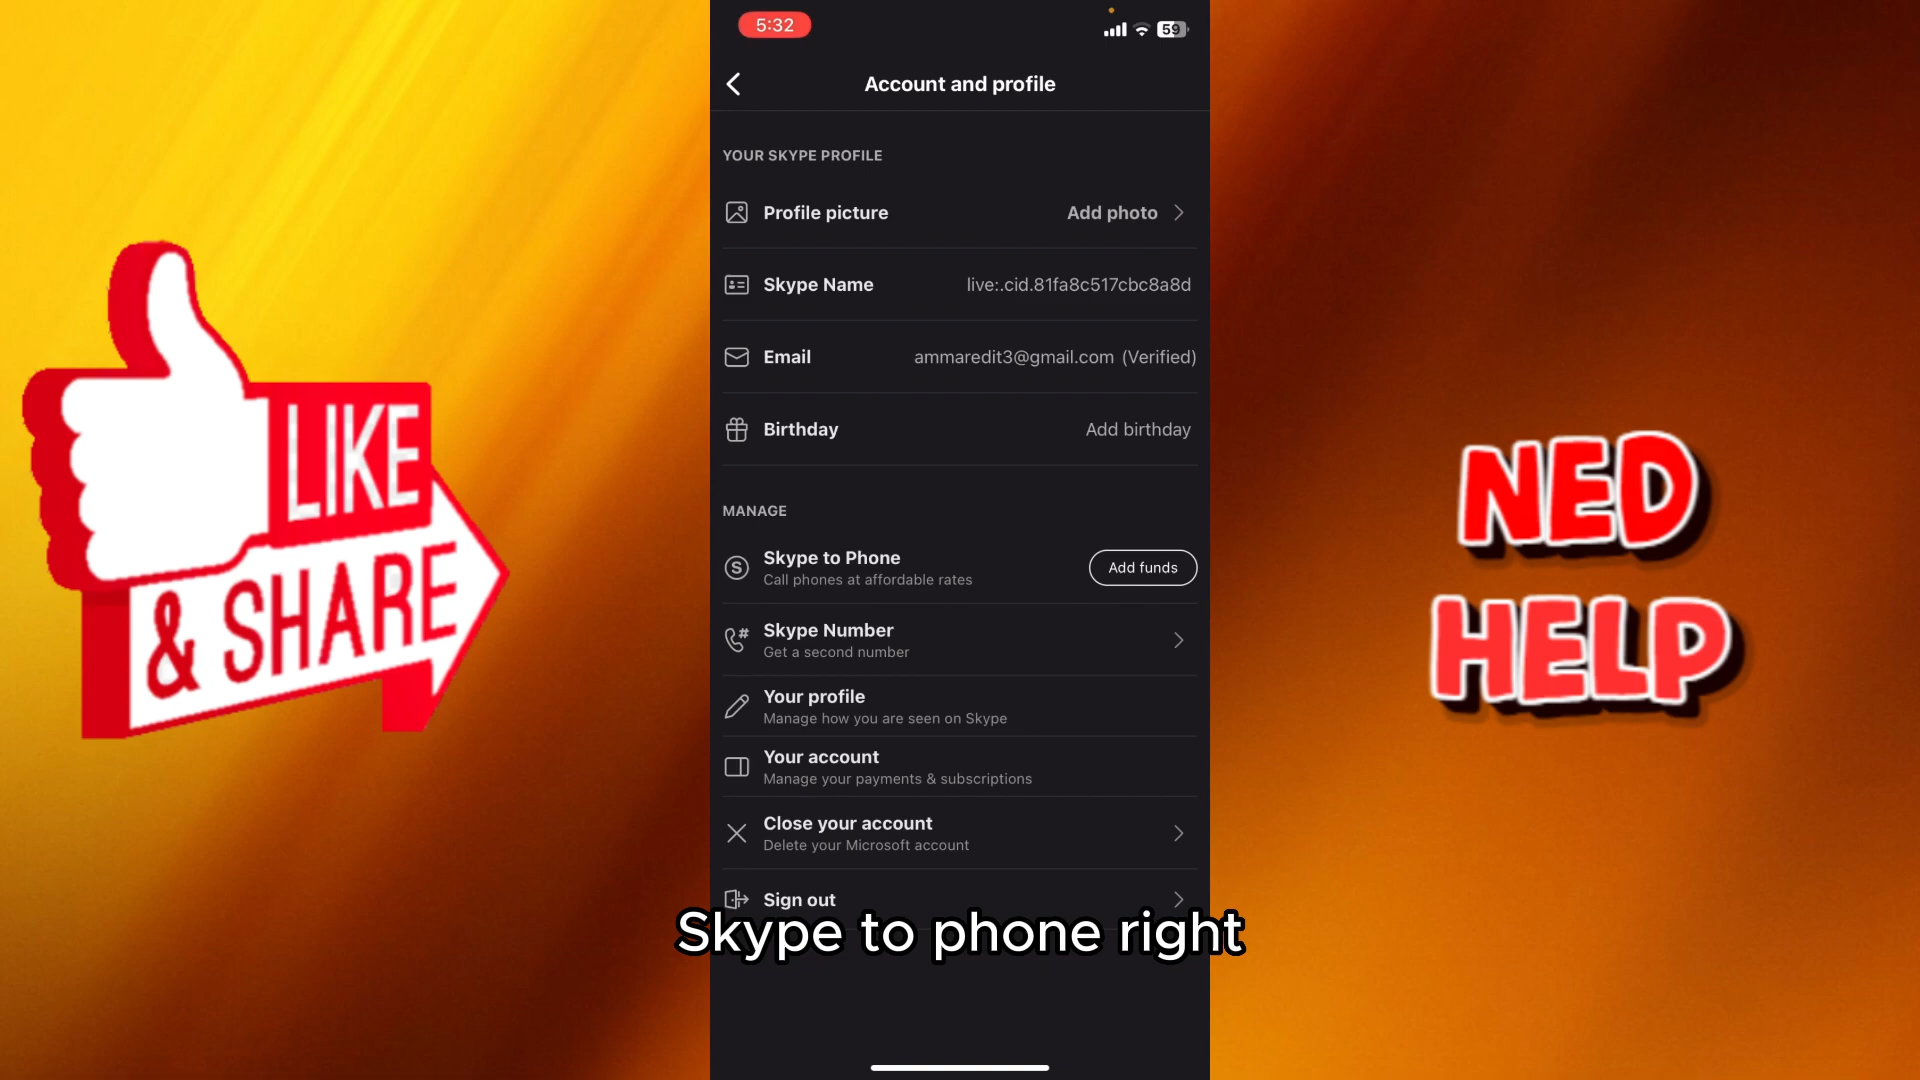 5:32
59
Account and profile
YOUR SKYPE PROFILE
Profile picture
Add photo
Skype Name
live:.cid.81fa8c517cbc8a8d
Email
ammaredit3@gmail.com (Verified)
Birthday
Add birthday
MANAGE
Skype to Phone
Call phones at affordable rates
Add funds
Skype Number
Get a second number
Your profile
Manage how you are seen on Skype
Your account
Manage your payments & subscriptions
Close your account
Delete your Microsoft account
Sign out
Skype to phone right
LIKE
& SHARE
NED
HELP